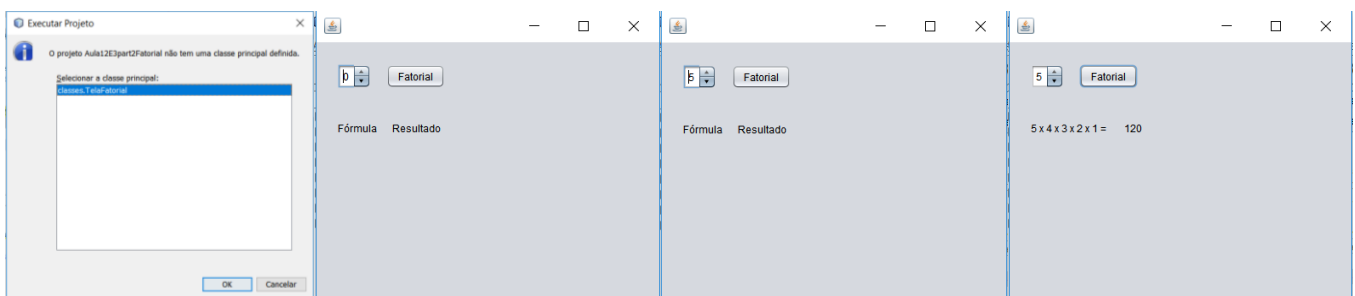 Executar Projeto
O projeto Aula12E3part2Fatorial não tem uma classe principal definida.
Selecionar a classe principal:
classes.TelaFatorial
OK Cancelar
0 Fatorial
Fórmula Resultado
5 Fatorial
Fórmula Resultado
5 Fatorial
5 x 4 x 3 x 2 x 1 = 120